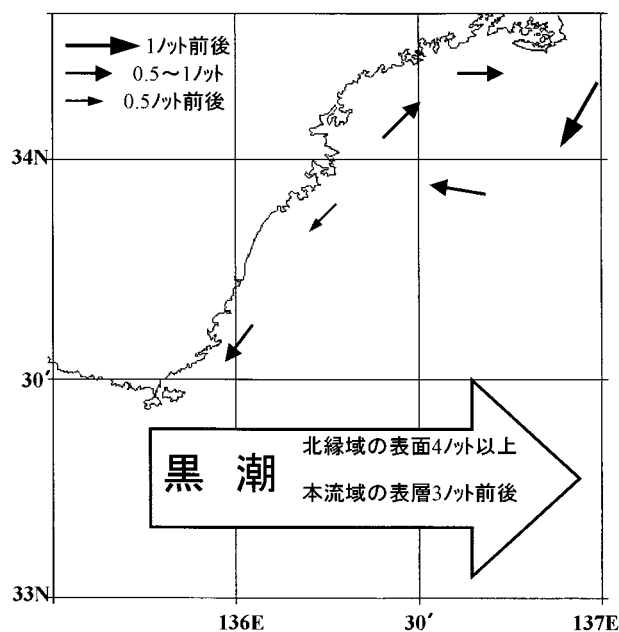 1ノット前後
0.5～1ノット
0.5ノット前後
34N
30′
黒 潮
北縁域の表面4ノット以上
本流域の表層3ノット前後
33N
136E
30′
137E